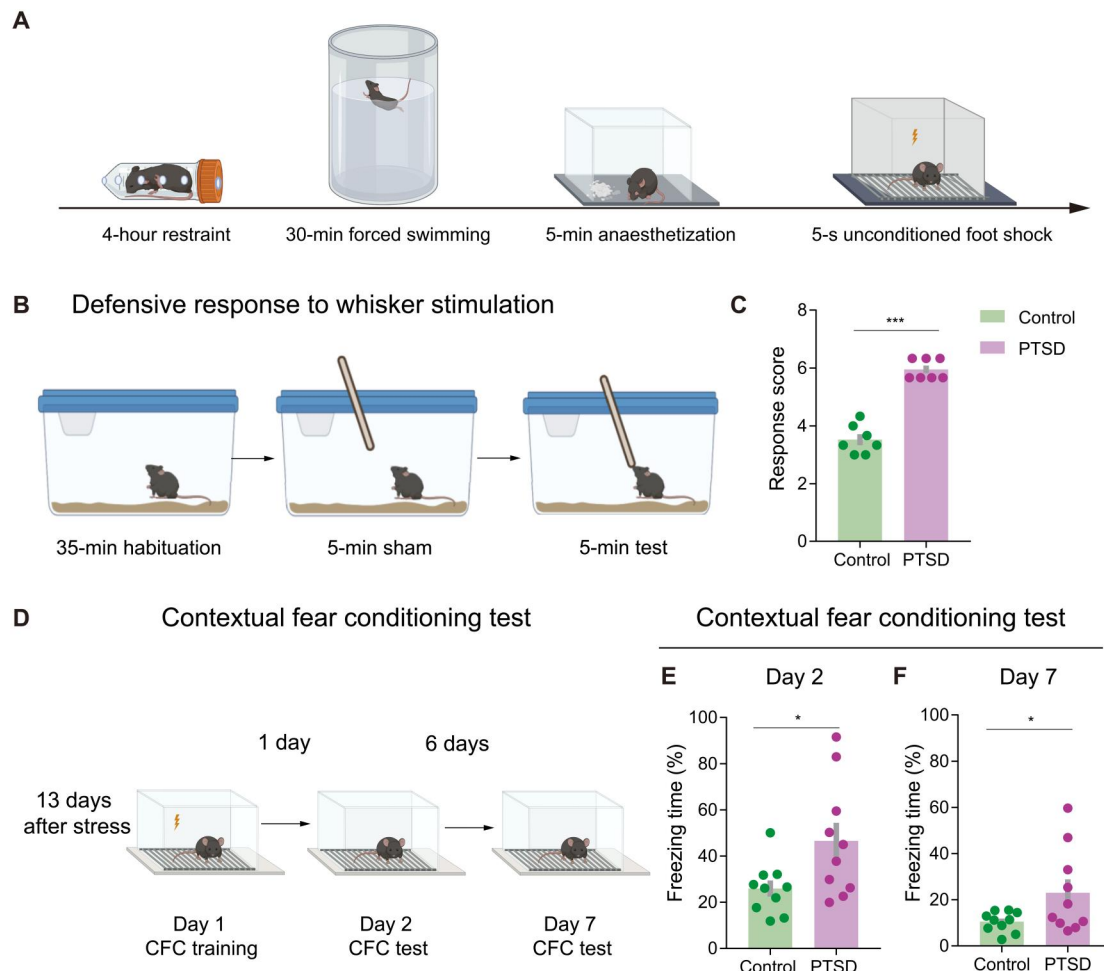 A
4-hour restraint
30-min forced swimming
5-min anaesthetization
5-s unconditioned foot shock
B
Defensive response to whisker stimulation
35-min habituation
5-min sham
5-min test
C
Response score
8
6
4
2
0
***
Control
PTSD
Control
PTSD
D
Contextual fear conditioning test
13 days
after stress
1 day
6 days
Day 1
CFC training
Day 2
CFC test
Day 7
CFC test
Contextual fear conditioning test
E
Day 2
Freezing time (%)
100
80
60
40
20
0
*
Control
PTSD
F
Day 7
Freezing time (%)
100
80
60
40
20
0
*
Control
PTSD